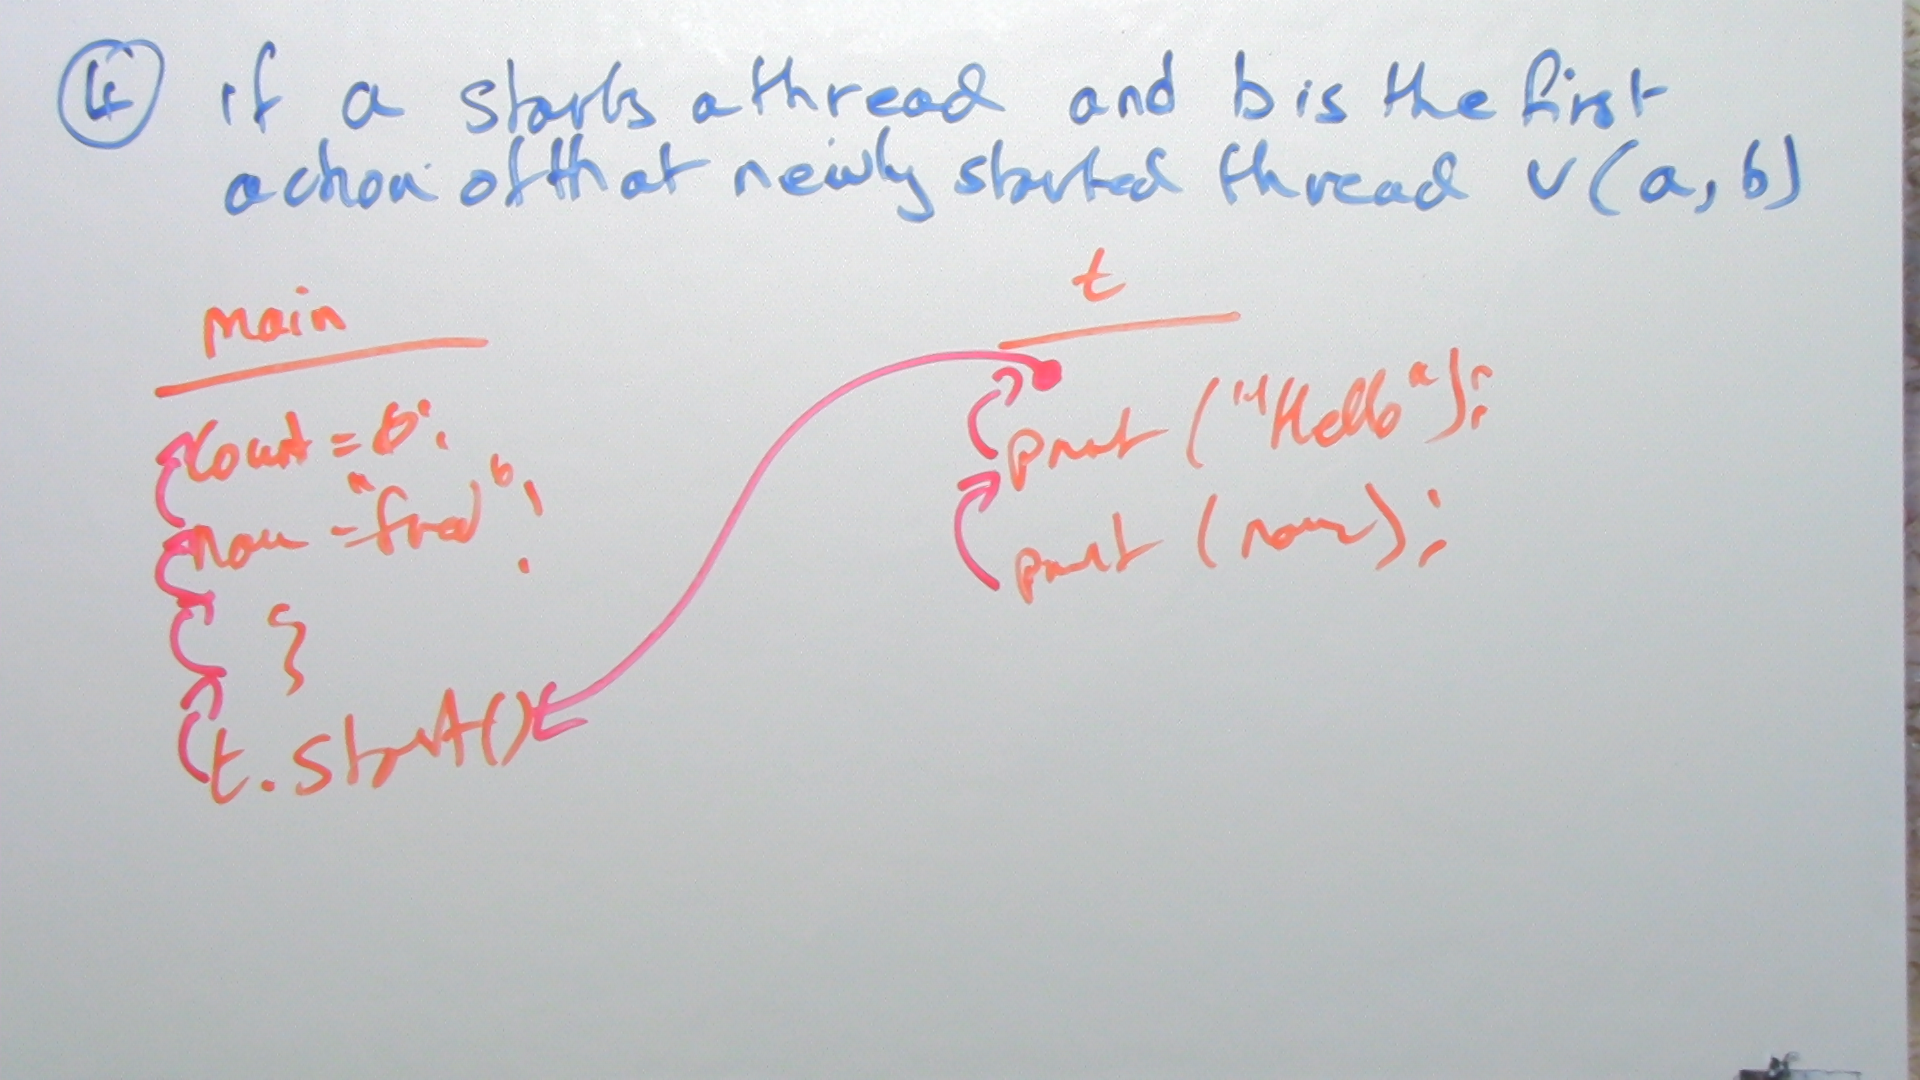 4 if a starts a thread and b is the first
action of that newly started thread v(a, b)
main
count = 0;
name = "fred";
}
t.start()
t
print ("Hello");
print (name);